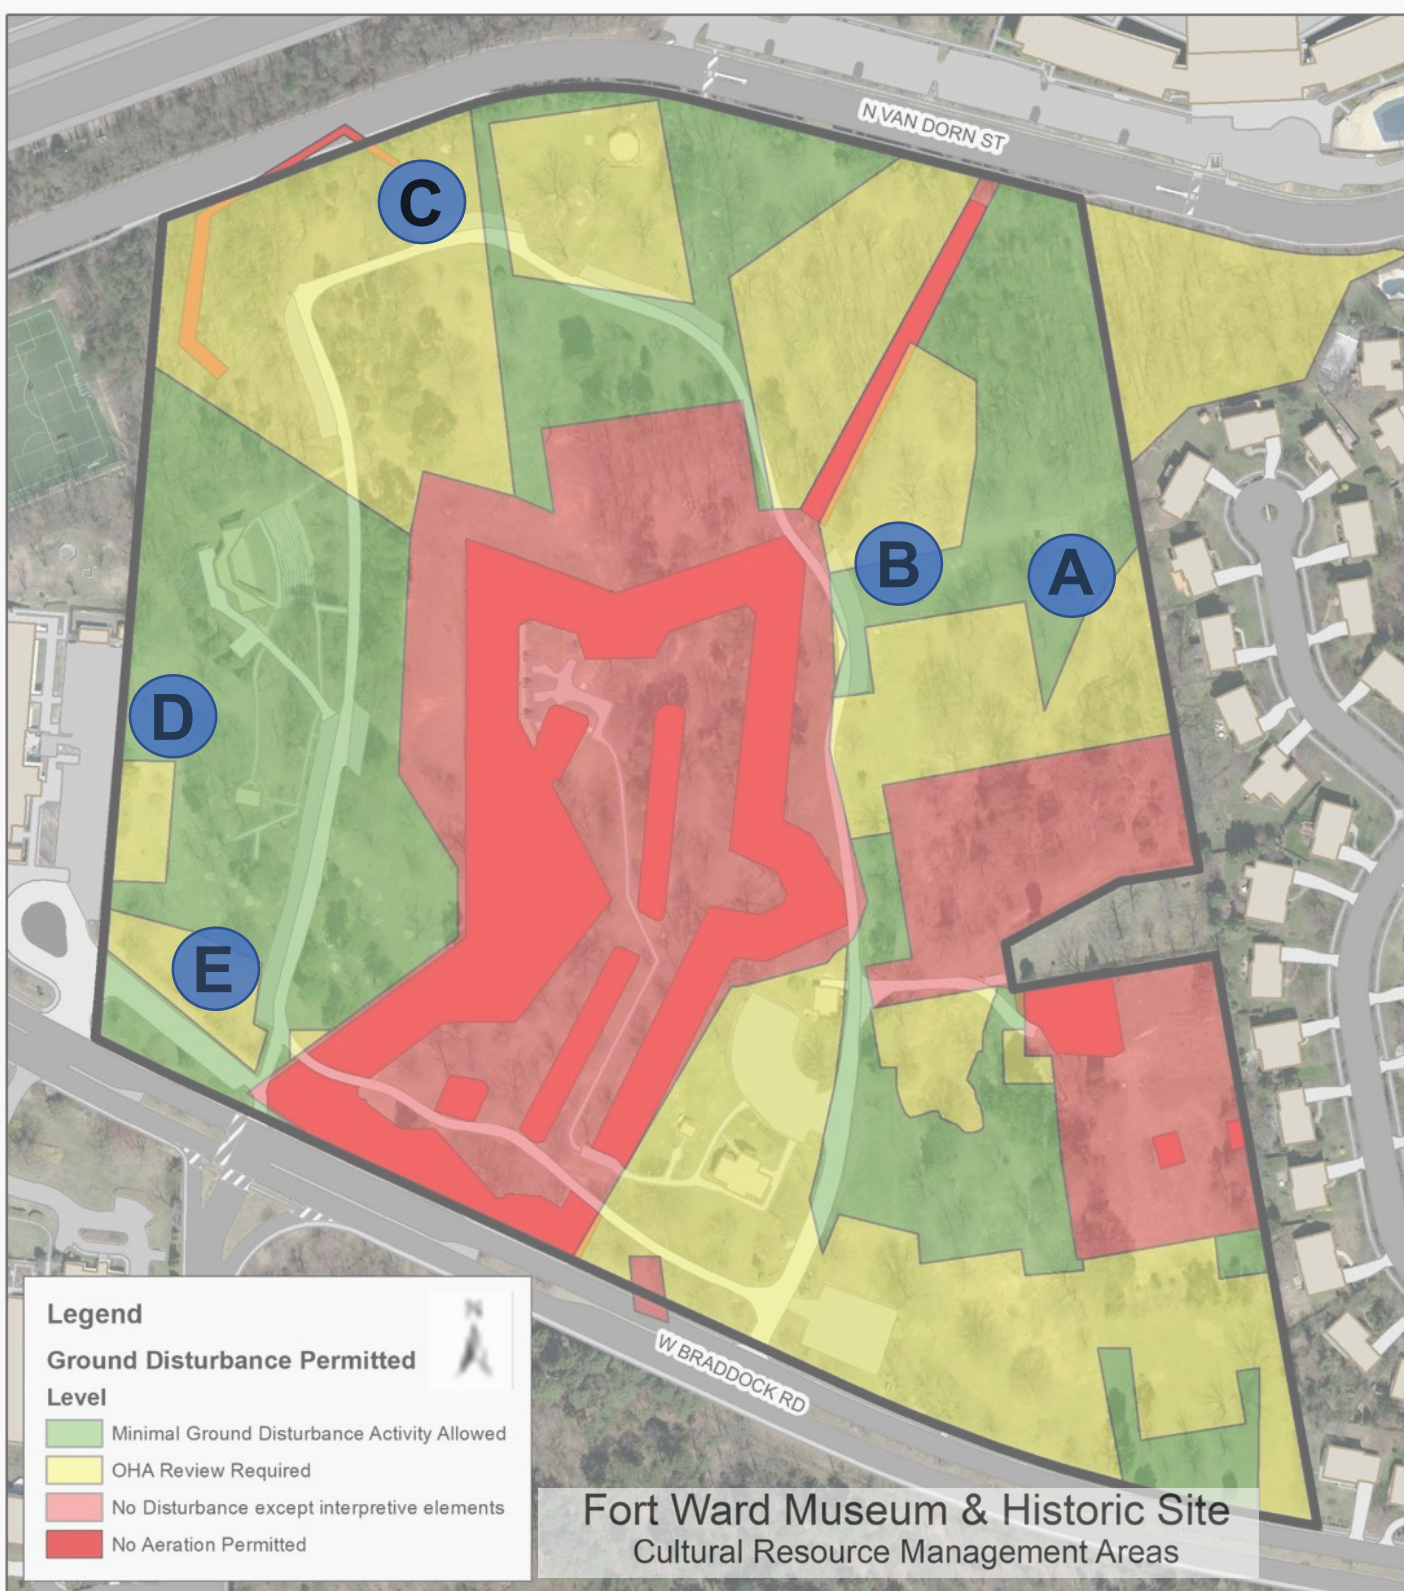 N VAN DORN ST
C
B
A
D
E
W BRADDOCK RD
Legend
N
Ground Disturbance Permitted
Level
Minimal Ground Disturbance Activity Allowed
OHA Review Required
No Disturbance except interpretive elements
No Aeration Permitted
Fort Ward Museum & Historic Site
Cultural Resource Management Areas